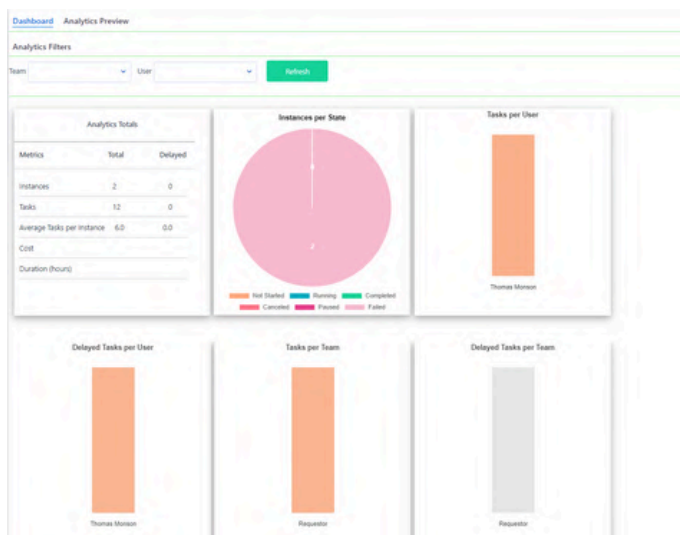 Dashboard Analytics Preview
Analytics Filters
Team User Refresh
Analytics Totals
Metrics Total Delayed
Instances 2 0
Tasks 12 0
Average Tasks per Instance 6.0 0.0
Cost
Duration (hours)
Instances per State
2
Not Started Running Completed
Canceled Paused Failed
Tasks per User
Thomas Monson
Delayed Tasks per User
Thomas Monson
Tasks per Team
Requestor
Delayed Tasks per Team
Requestor